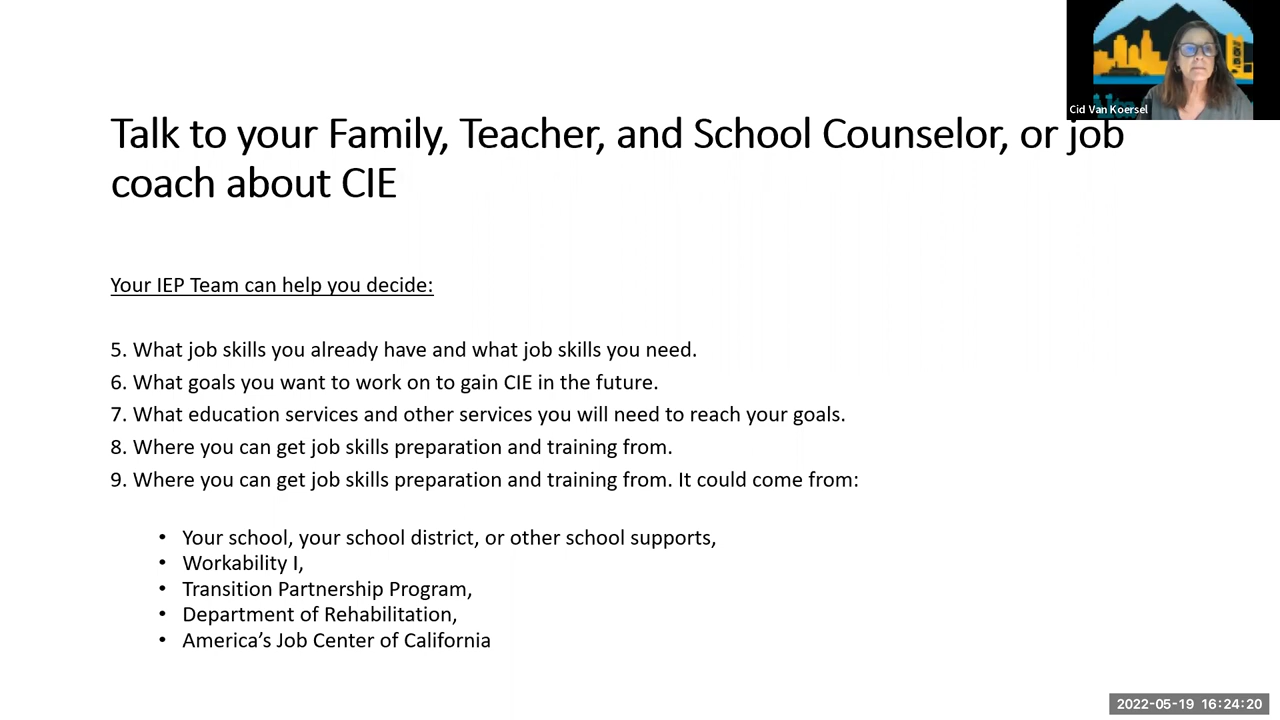 Cid Van Koersel
Talk to your Family, Teacher, and School Counselor, or job
coach about CIE
Your IEP Team can help you decide:
5. What job skills you already have and what job skills you need.
6. What goals you want to work on to gain CIE in the future.
7. What education services and other services you will need to reach your goals.
8. Where you can get job skills preparation and training from.
9. Where you can get job skills preparation and training from. It could come from:
• Your school, your school district, or other school supports,
• Workability I,
• Transition Partnership Program,
• Department of Rehabilitation,
• America’s Job Center of California
2022-05-19 16:24:20